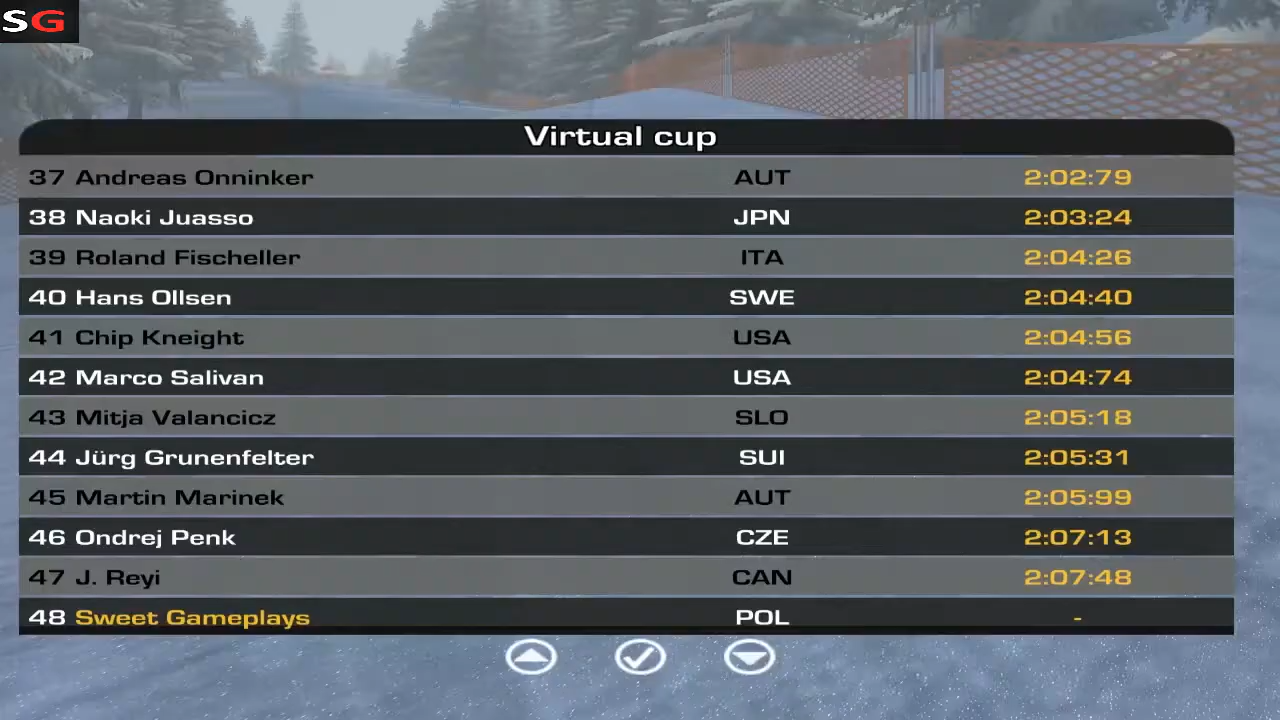 SG
Virtual cup
37 Andreas Onninker AUT 2:02:79
38 Naoki Juasso JPN 2:03:24
39 Roland Fischeller ITA 2:04:26
40 Hans Ollsen SWE 2:04:40
41 Chip Kneight USA 2:04:56
42 Marco Salivan USA 2:04:74
43 Mitja Valancicz SLO 2:05:18
44 Jürg Grunenfelter SUI 2:05:31
45 Martin Marinek AUT 2:05:99
46 Ondrej Penk CZE 2:07:13
47 J. Reyi CAN 2:07:48
48 Sweet Gameplays POL -